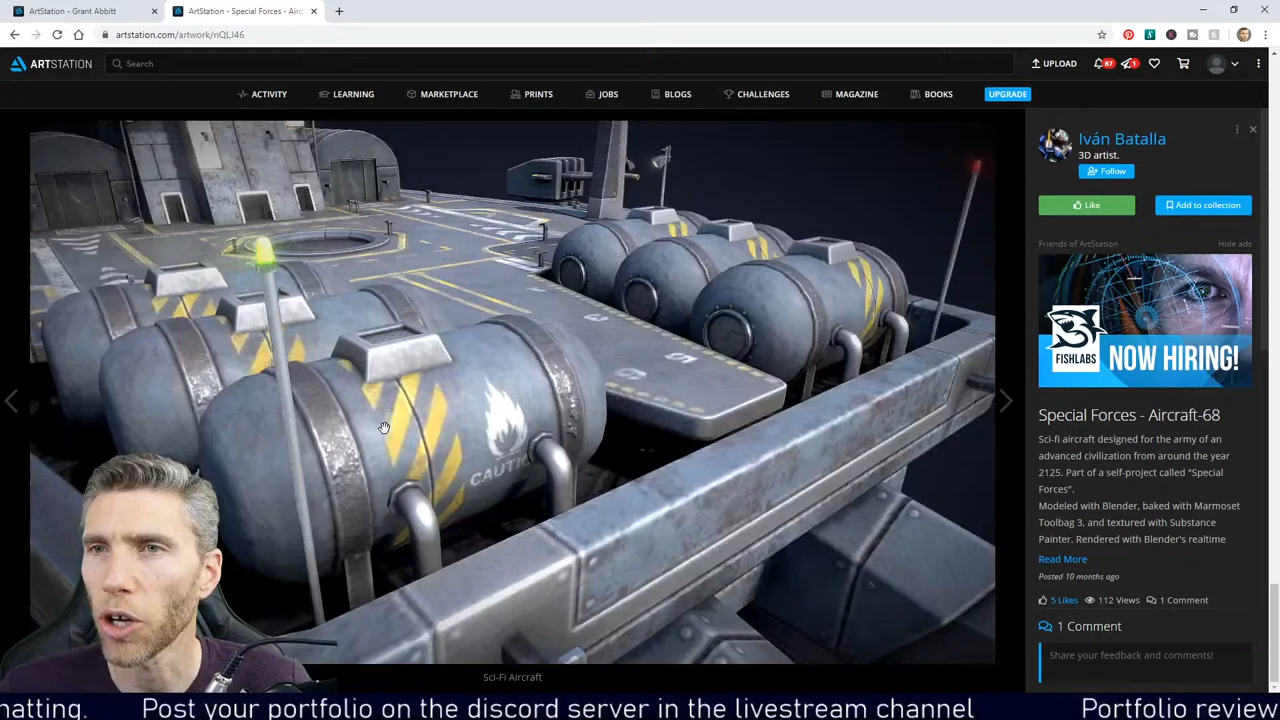 ArtStation - Grant Abbitt
ArtStation - Special Forces - Airc
artstation.com/artwork/nQLJ46
ARTSTATION
Search
UPLOAD
87
1
ACTIVITY
LEARNING
MARKETPLACE
PRINTS
JOBS
BLOGS
CHALLENGES
MAGAZINE
BOOKS
UPGRADE
CAUTIO
Iván Batalla
3D artist.
Follow
Like
Add to collection
Friends of ArtStation
Hide ads
FISHLABS
NOW HIRING!
Special Forces - Aircraft-68
Sci-fi aircraft designed for the army of an
advanced civilization from around the year
2125. Part of a self-project called "Special
Forces".
Modeled with Blender, baked with Marmoset
Toolbag 3, and textured with Substance
Painter. Rendered with Blender's realtime
Read More
Posted 10 months ago
5 Likes 112 Views 1 Comment
1 Comment
Share your feedback and comments!
Sci-Fi Aircraft
hatting. Post your portfolio on the discord server in the livestream channel Portfolio review